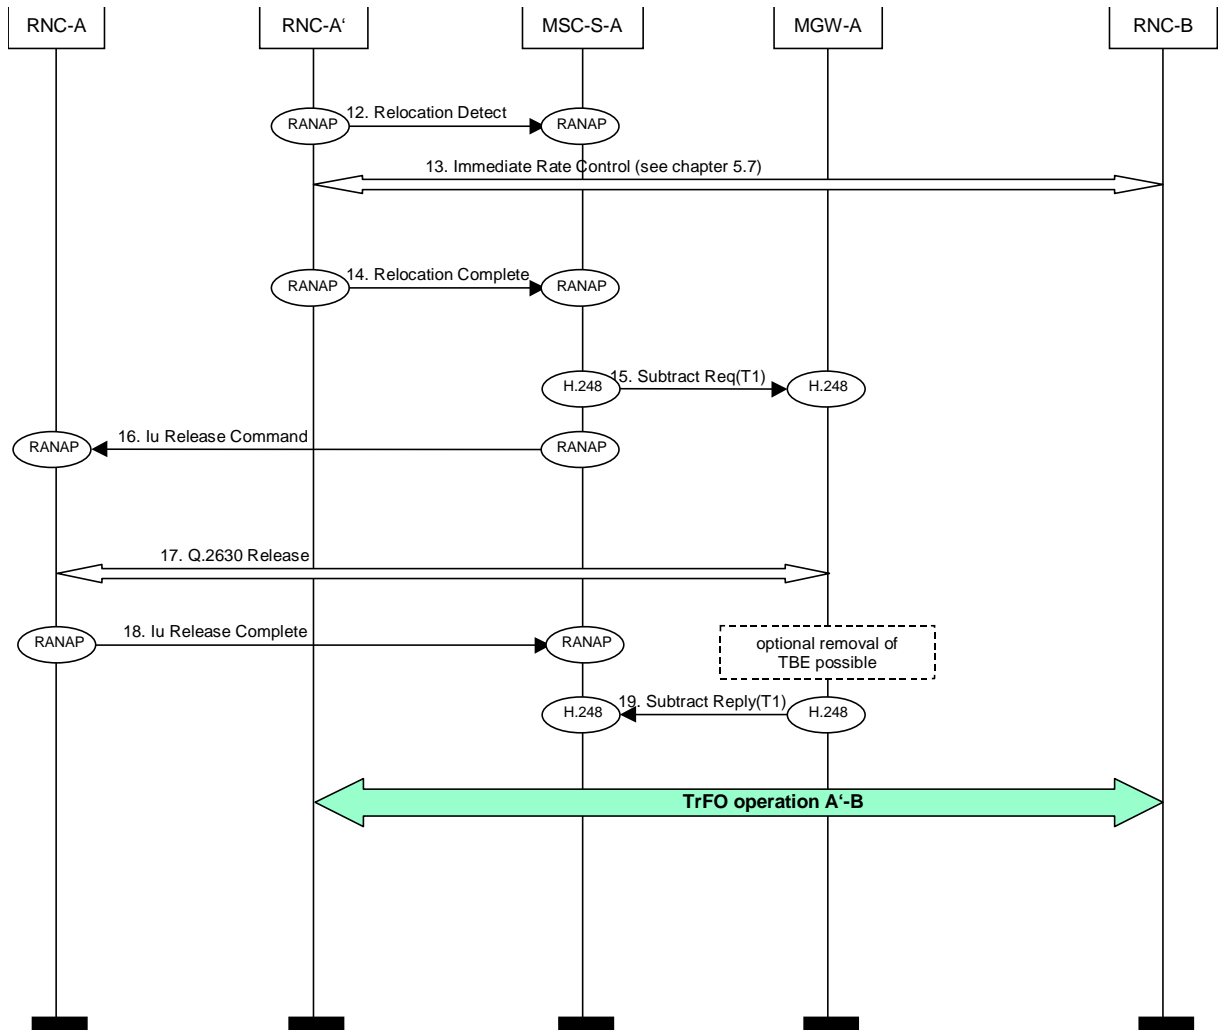 RNC-A
RNC-A‘
MSC-S-A
MGW-A
RNC-B
12. Relocation Detect
RANAP
RANAP
13. Immediate Rate Control (see chapter 5.7)
14. Relocation Complete
RANAP
RANAP
15. Subtract Req(T1)
H.248
H.248
16. Iu Release Command
RANAP
RANAP
17. Q.2630 Release
18. Iu Release Complete
RANAP
RANAP
optional removal of
TBE possible
19. Subtract Reply(T1)
H.248
H.248
TrFO operation A‘-B